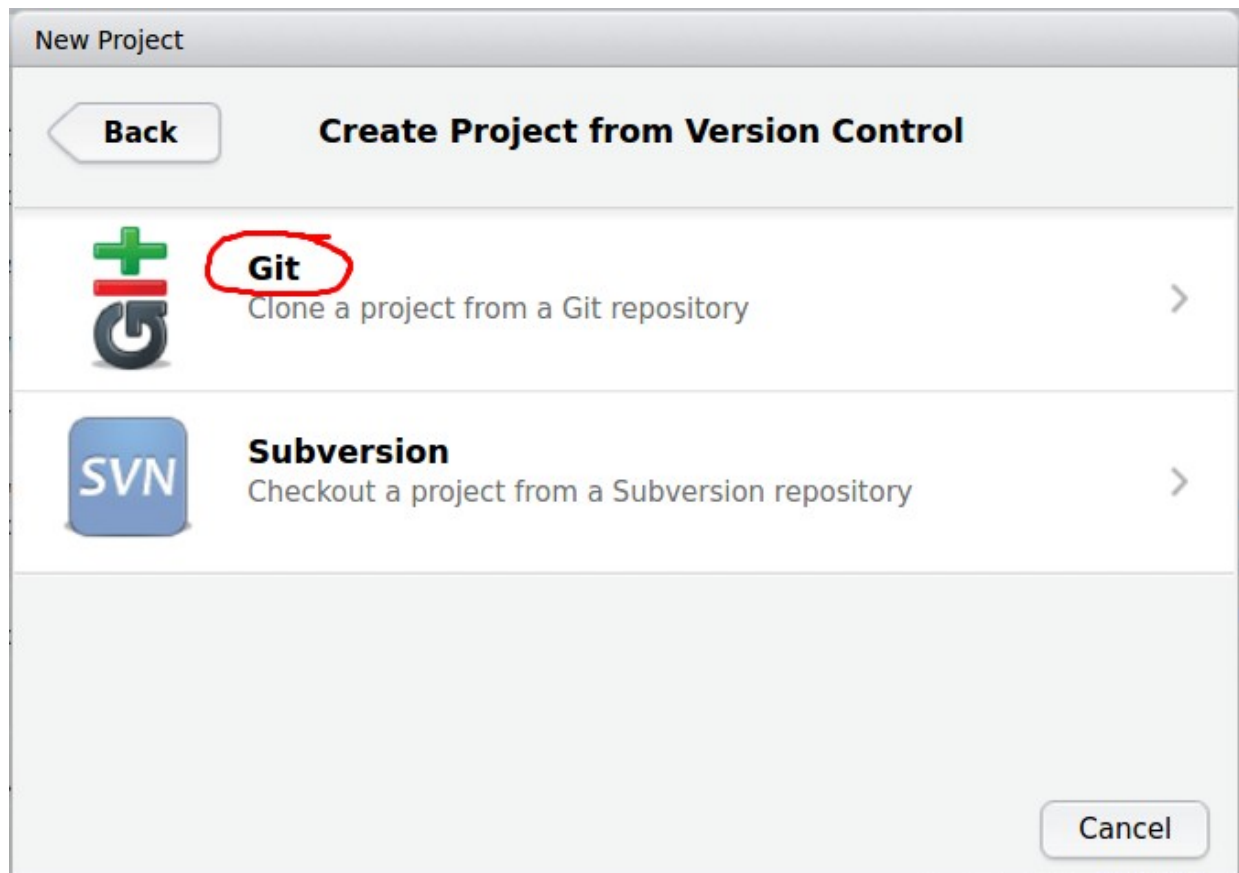 New Project
Back
Create Project from Version Control
git
Git
Clone a project from a Git repository
SVN
Subversion
Checkout a project from a Subversion repository
Cancel